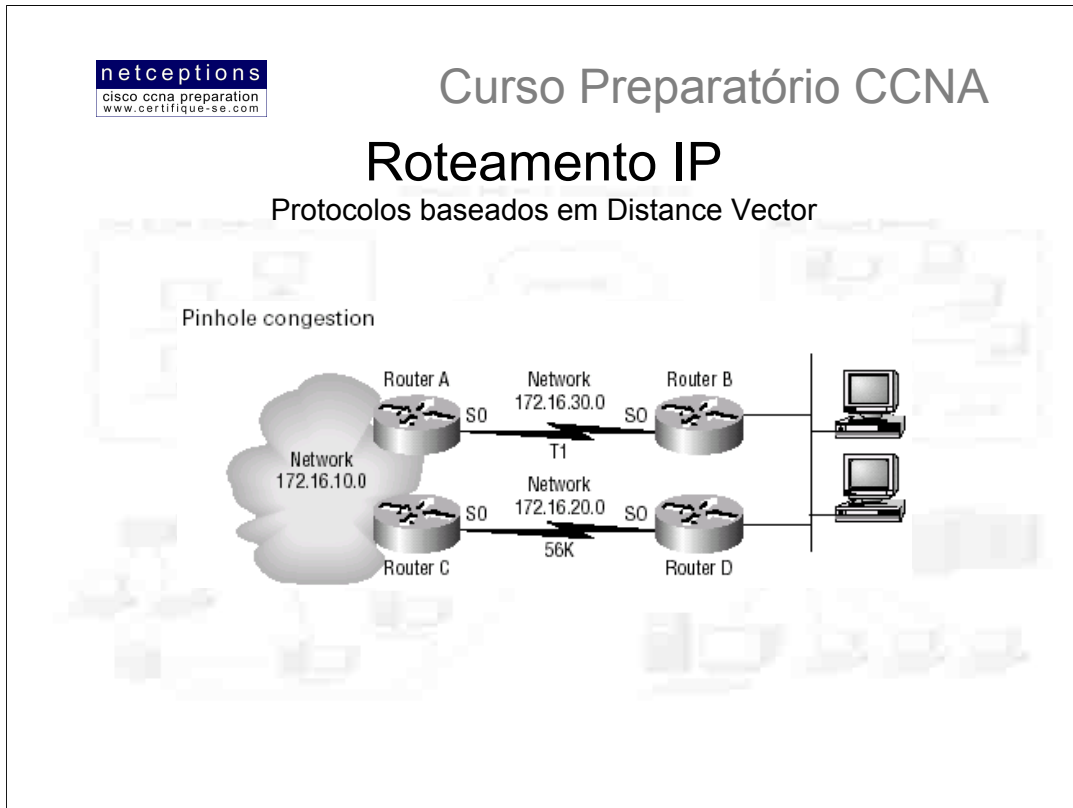 netceptions
cisco ccna preparation
www.certifique-se.com
Curso Preparatório CCNA
Roteamento IP
Protocolos baseados em Distance Vector
Pinhole congestion
Router A
Network
172.16.30.0
Router B
S0
S0
T1
Network
172.16.10.0
Network
172.16.20.0
S0
S0
56K
Router C
Router D